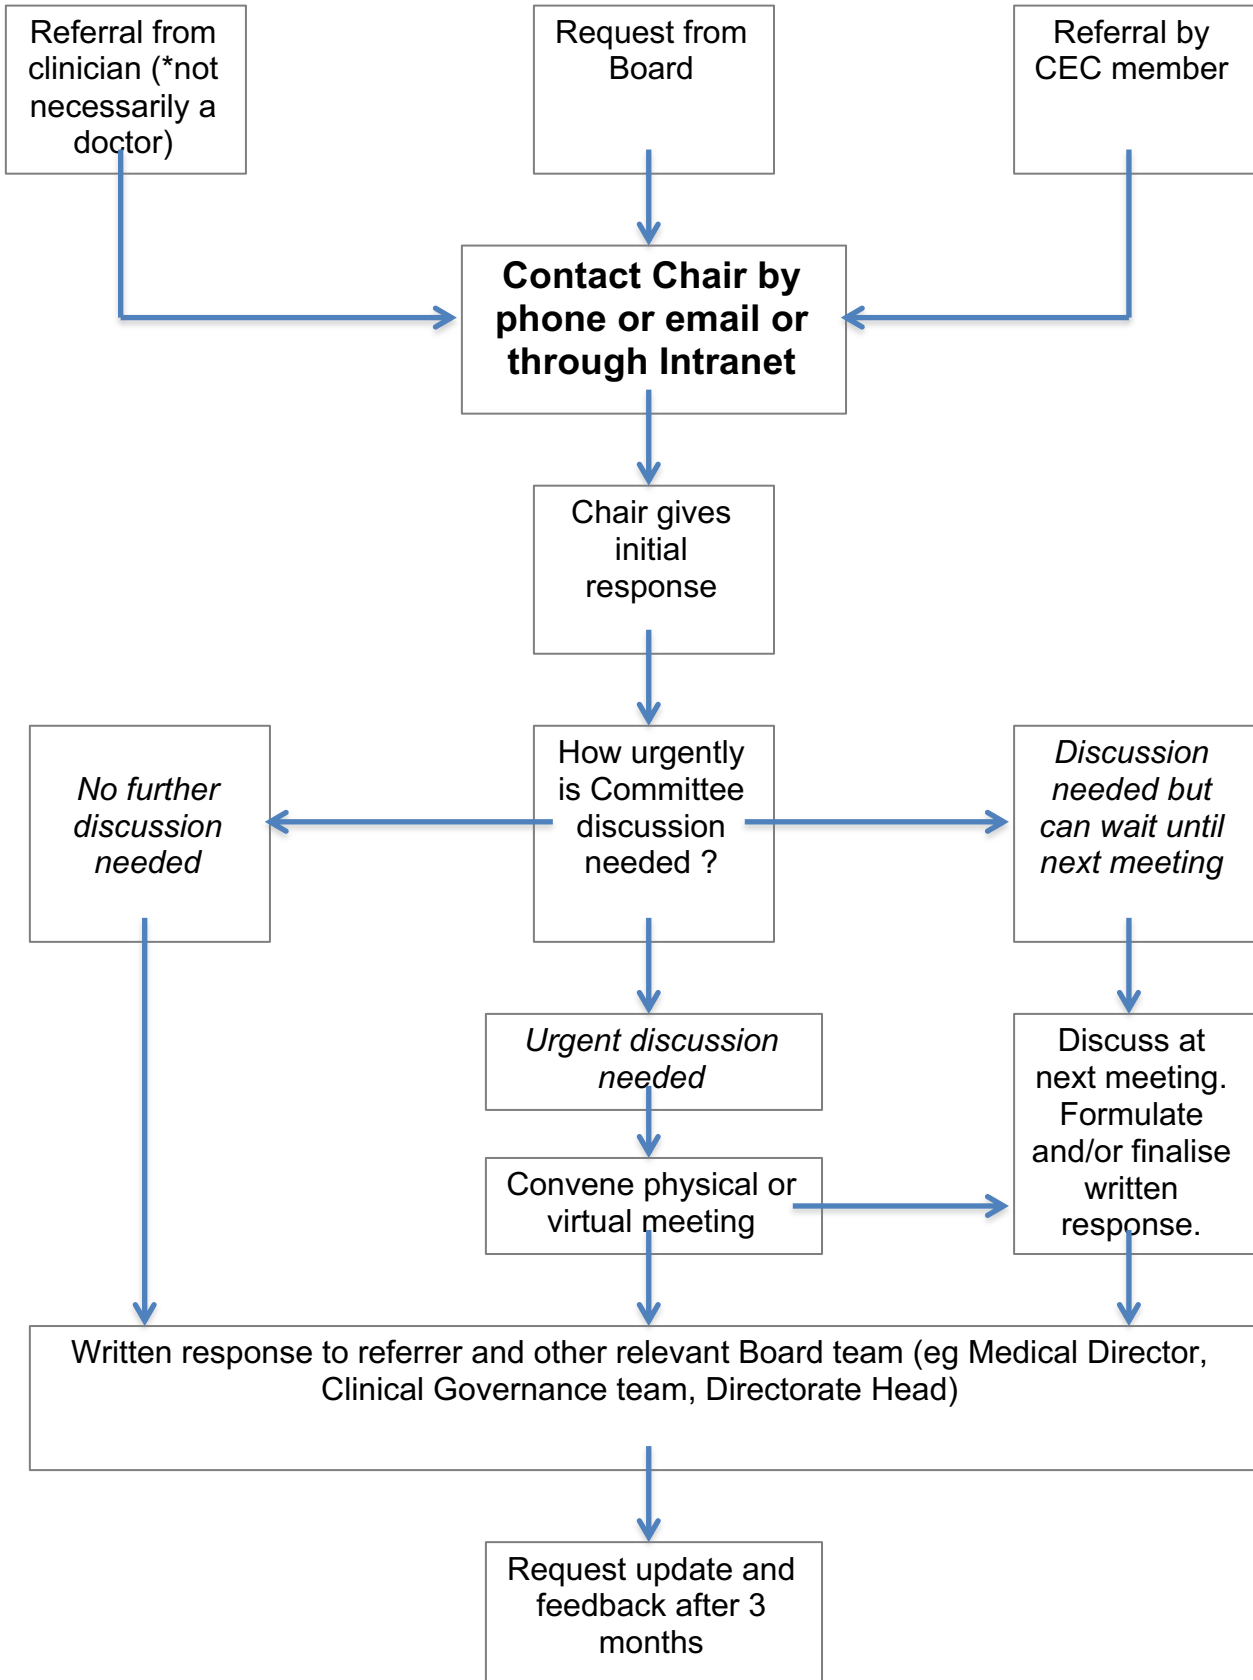 Referral from
clinician (*not
necessarily a
doctor)
Request from
Board
Referral by
CEC member
Contact Chair by
phone or email or
through Intranet
Chair gives
initial
response
No further
discussion
needed
How urgently
is Committee
discussion
needed ?
Discussion
needed but
can wait until
next meeting
Urgent discussion
needed
Discuss at
next meeting.
Formulate
and/or finalise
written
response.
Convene physical or
virtual meeting
Written response to referrer and other relevant Board team (eg Medical Director,
Clinical Governance team, Directorate Head)
Request update and
feedback after 3
months